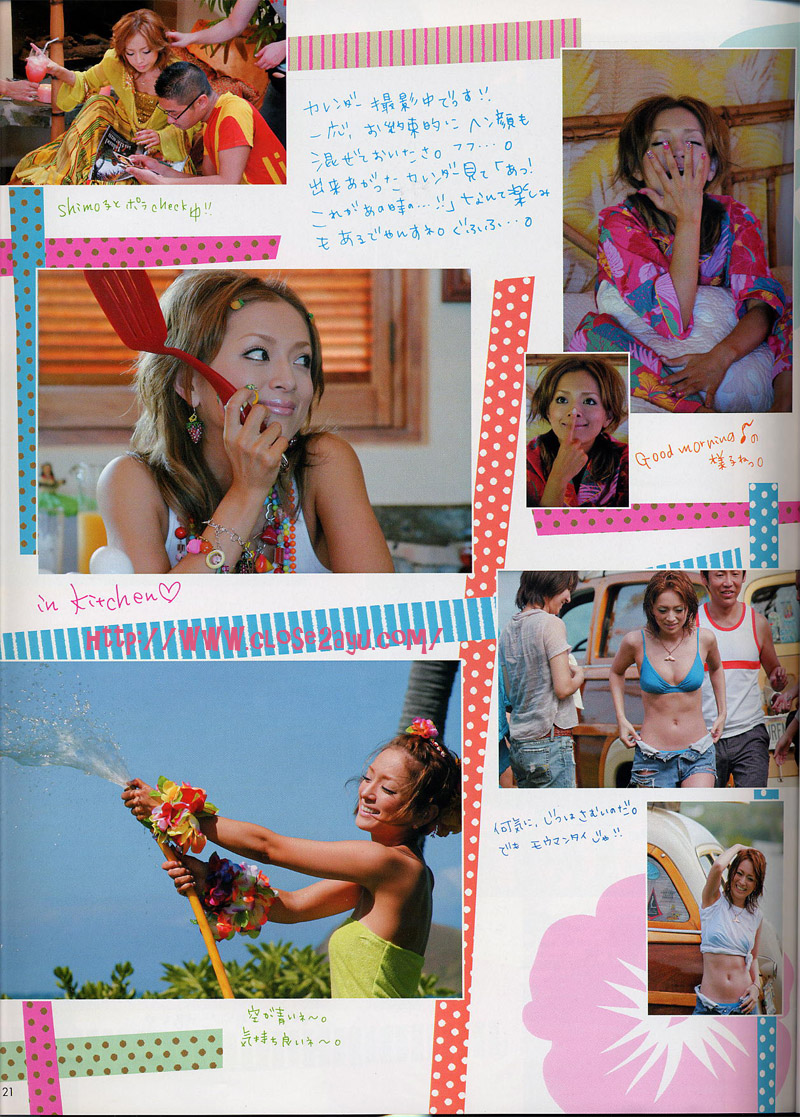 カレンダー撮影中でっす!!
一応、お約束的にヘン顔も
混ぜておいたさ。フフ…。
出来あがったカレンダー見て「あっ!
これがあの時の…!!」なんて楽しみ
もあるでやんすね。ぐふふ…。
shimo子とポラcheck中!!
Good morning♪の
様子ねっ。
in kitchen♡
HTTP://WWW.CLOSE2AYU.COM/
何気に、じつはさむいのだ。
でも モウマンタイじゃ!!
空が青いネ〜。
気持ち良いネ〜。
21